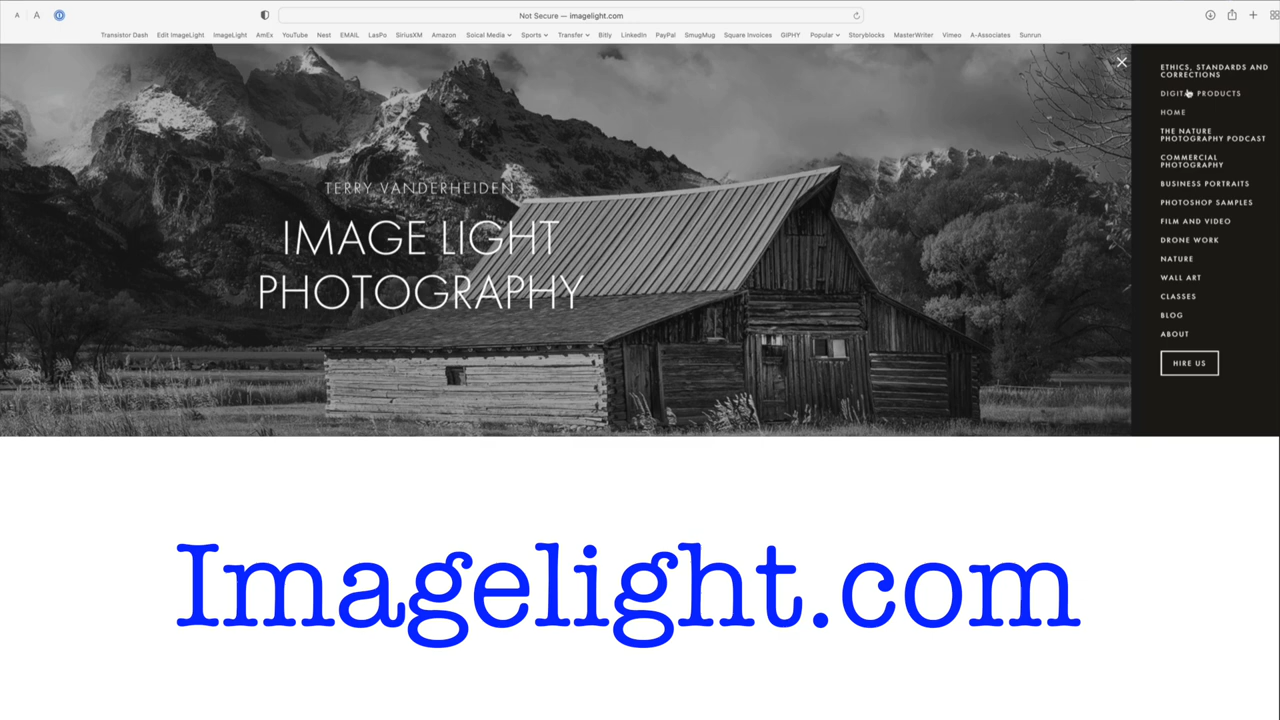 A A Not Secure — imagelight.com
Transistor Dash Edit ImageLight ImageLight AmEx YouTube Nest EMAIL LasPo SiriusXM Amazon Soical Media Sports Transfer Bitly LinkedIn PayPal SmugMug Square Invoices GIPHY Popular Storyblocks MasterWriter Vimeo A-Associates Sunrun
TERRY VANDERHEIDEN
IMAGE LIGHT
PHOTOGRAPHY
ETHICS, STANDARDS AND
CORRECTIONS
DIGITAL PRODUCTS
HOME
THE NATURE
PHOTOGRAPHY PODCAST
COMMERCIAL
PHOTOGRAPHY
BUSINESS PORTRAITS
PHOTOSHOP SAMPLES
FILM AND VIDEO
DRONE WORK
NATURE
WALL ART
CLASSES
BLOG
ABOUT
HIRE US
Imagelight.com